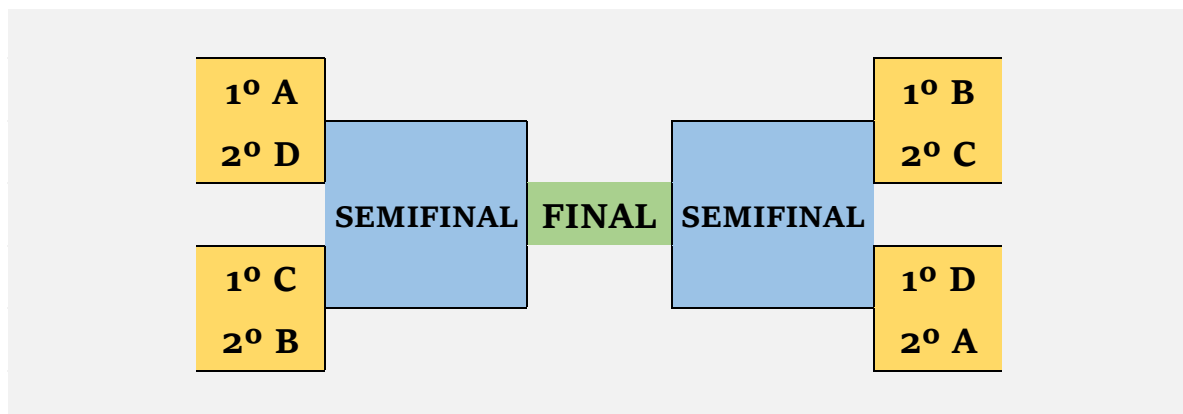 1º A
2º D
1º C
2º B
SEMIFINAL
FINAL
SEMIFINAL
1º B
2º C
1º D
2º A